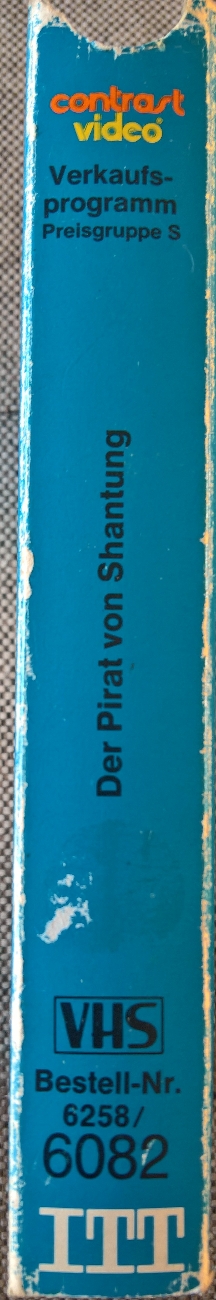 contrast
video
Verkaufs-
programm
Preisgruppe S
Der Pirat von Shantung
VHS
Bestell-Nr.
6258/
6082
ITT